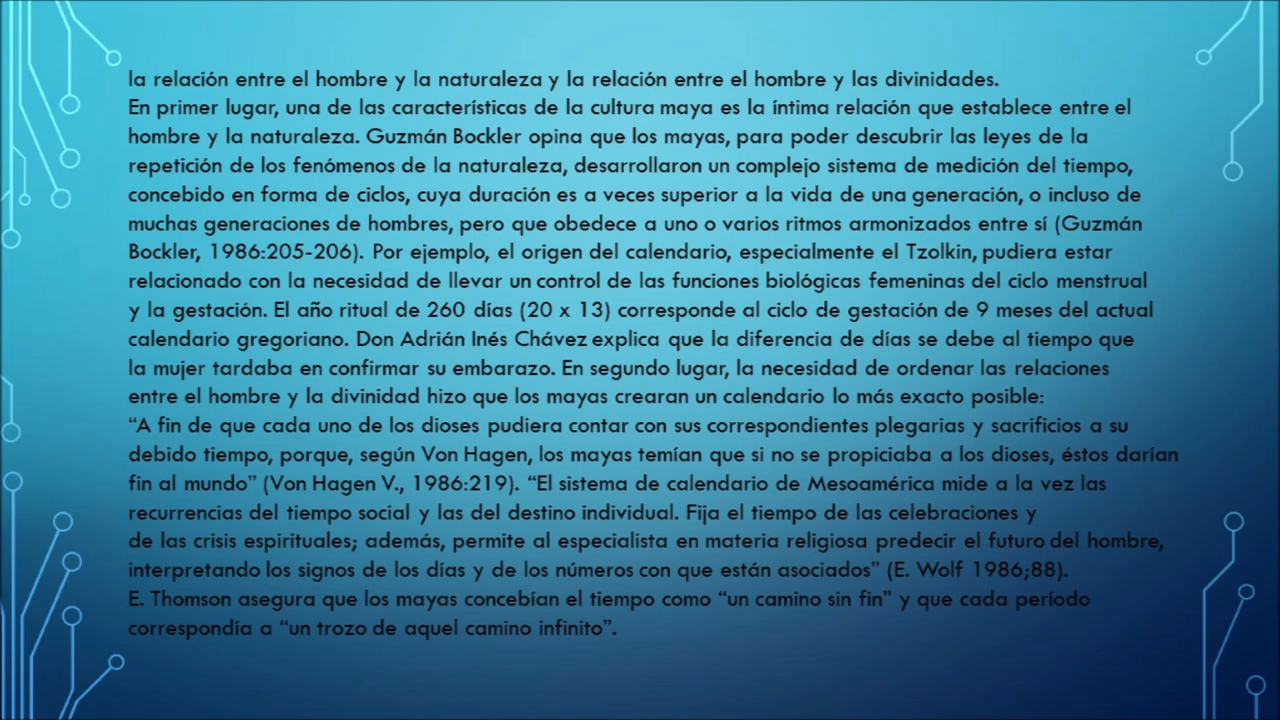 la relación entre el hombre y la naturaleza y la relación entre el hombre y las divinidades.
En primer lugar, una de las características de la cultura maya es la íntima relación que establece entre el
hombre y la naturaleza. Guzmán Bockler opina que los mayas, para poder descubrir las leyes de la
repetición de los fenómenos de la naturaleza, desarrollaron un complejo sistema de medición del tiempo,
concebido en forma de ciclos, cuya duración es a veces superior a la vida de una generación, o incluso de
muchas generaciones de hombres, pero que obedece a uno o varios ritmos armonizados entre sí (Guzmán
Bockler, 1986:205-206). Por ejemplo, el origen del calendario, especialmente el Tzolkin, pudiera estar
relacionado con la necesidad de llevar un control de las funciones biológicas femeninas del ciclo menstrual
y la gestación. El año ritual de 260 días (20 x 13) corresponde al ciclo de gestación de 9 meses del actual
calendario gregoriano. Don Adrián Inés Chávez explica que la diferencia de días se debe al tiempo que
la mujer tardaba en confirmar su embarazo. En segundo lugar, la necesidad de ordenar las relaciones
entre el hombre y la divinidad hizo que los mayas crearan un calendario lo más exacto posible:
“A fin de que cada uno de los dioses pudiera contar con sus correspondientes plegarias y sacrificios a su
debido tiempo, porque, según Von Hagen, los mayas temían que si no se propiciaba a los dioses, éstos darían
fin al mundo” (Von Hagen V., 1986:219). “El sistema de calendario de Mesoamérica mide a la vez las
recurrencias del tiempo social y las del destino individual. Fija el tiempo de las celebraciones y
de las crisis espirituales; además, permite al especialista en materia religiosa predecir el futuro del hombre,
interpretando los signos de los días y de los números con que están asociados” (E. Wolf 1986;88).
E. Thomson asegura que los mayas concebían el tiempo como “un camino sin fin” y que cada período
correspondía a “un trozo de aquel camino infinito”.